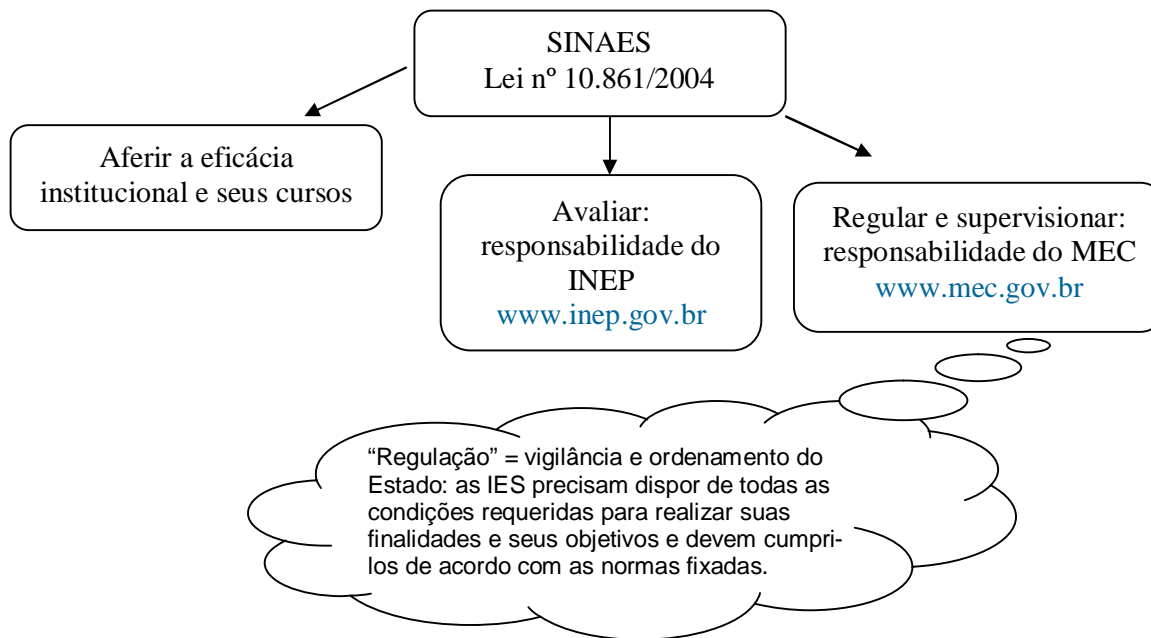 SINAES
Lei nº 10.861/2004
Aferir a eficácia
institucional e seus cursos
Avaliar:
responsabilidade do
INEP
www.inep.gov.br
Regular e supervisionar:
responsabilidade do MEC
www.mec.gov.br
“Regulação” = vigilância e ordenamento do
Estado: as IES precisam dispor de todas as
condições requeridas para realizar suas
finalidades e seus objetivos e devem cumpri-
los de acordo com as normas fixadas.